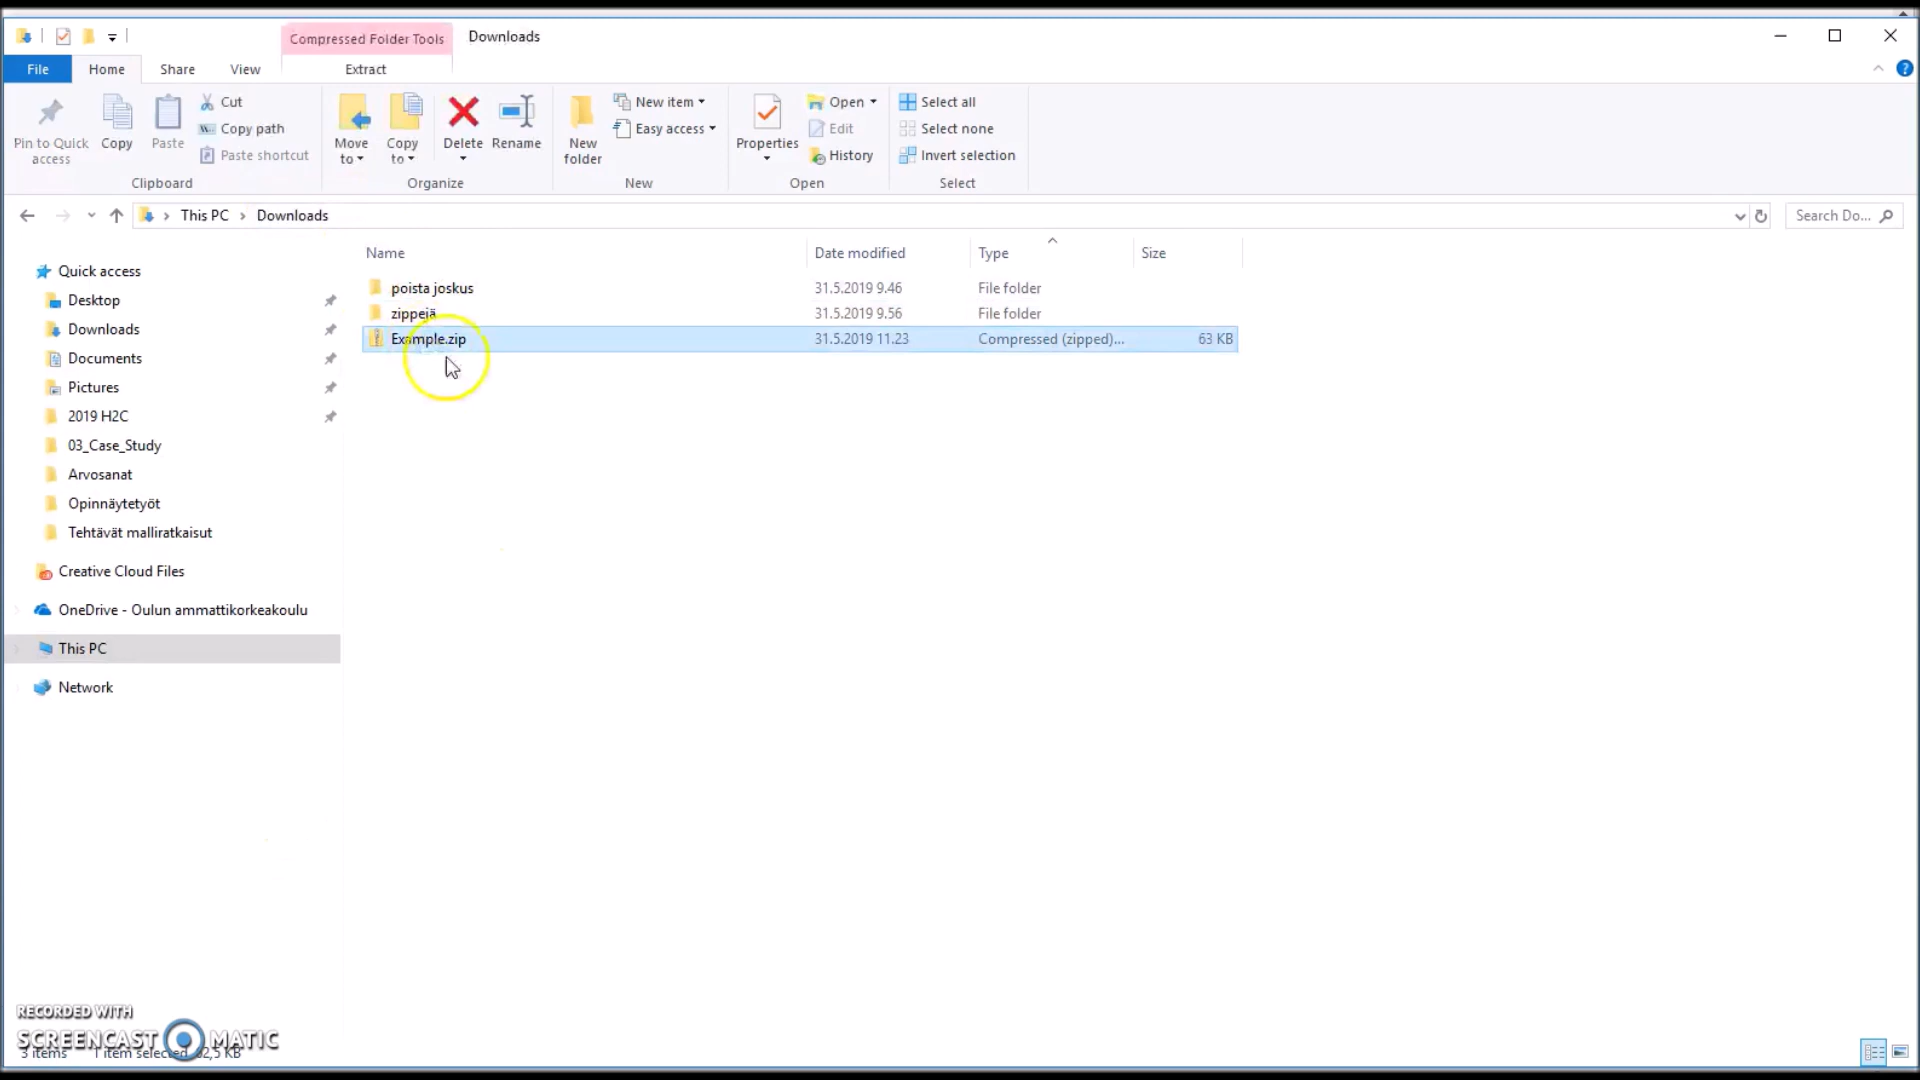 Compressed Folder Tools Downloads
File Home Share View Extract
Pin to Quick access
Copy
Paste
Cut
Copy path
Paste shortcut
Clipboard
Move to
Copy to
Delete
Rename
Organize
New folder
New item
Easy access
New
Properties
Open
Edit
History
Open
Select all
Select none
Invert selection
Select
This PC Downloads Search Do...
Name Date modified Type Size
poista joskus 31.5.2019 9.46 File folder
zippejä 31.5.2019 9.56 File folder
Example.zip 31.5.2019 11.23 Compressed (zipped)... 63 KB
Quick access
Desktop
Downloads
Documents
Pictures
2019 H2C
03_Case_Study
Arvosanat
Opinnäytetyöt
Tehtävät malliratkaisut
Creative Cloud Files
OneDrive - Oulun ammattikorkeakoulu
This PC
Network
RECORDED WITH
SCREENCAST MATIC
3 items 1 item selected 62,5 KB